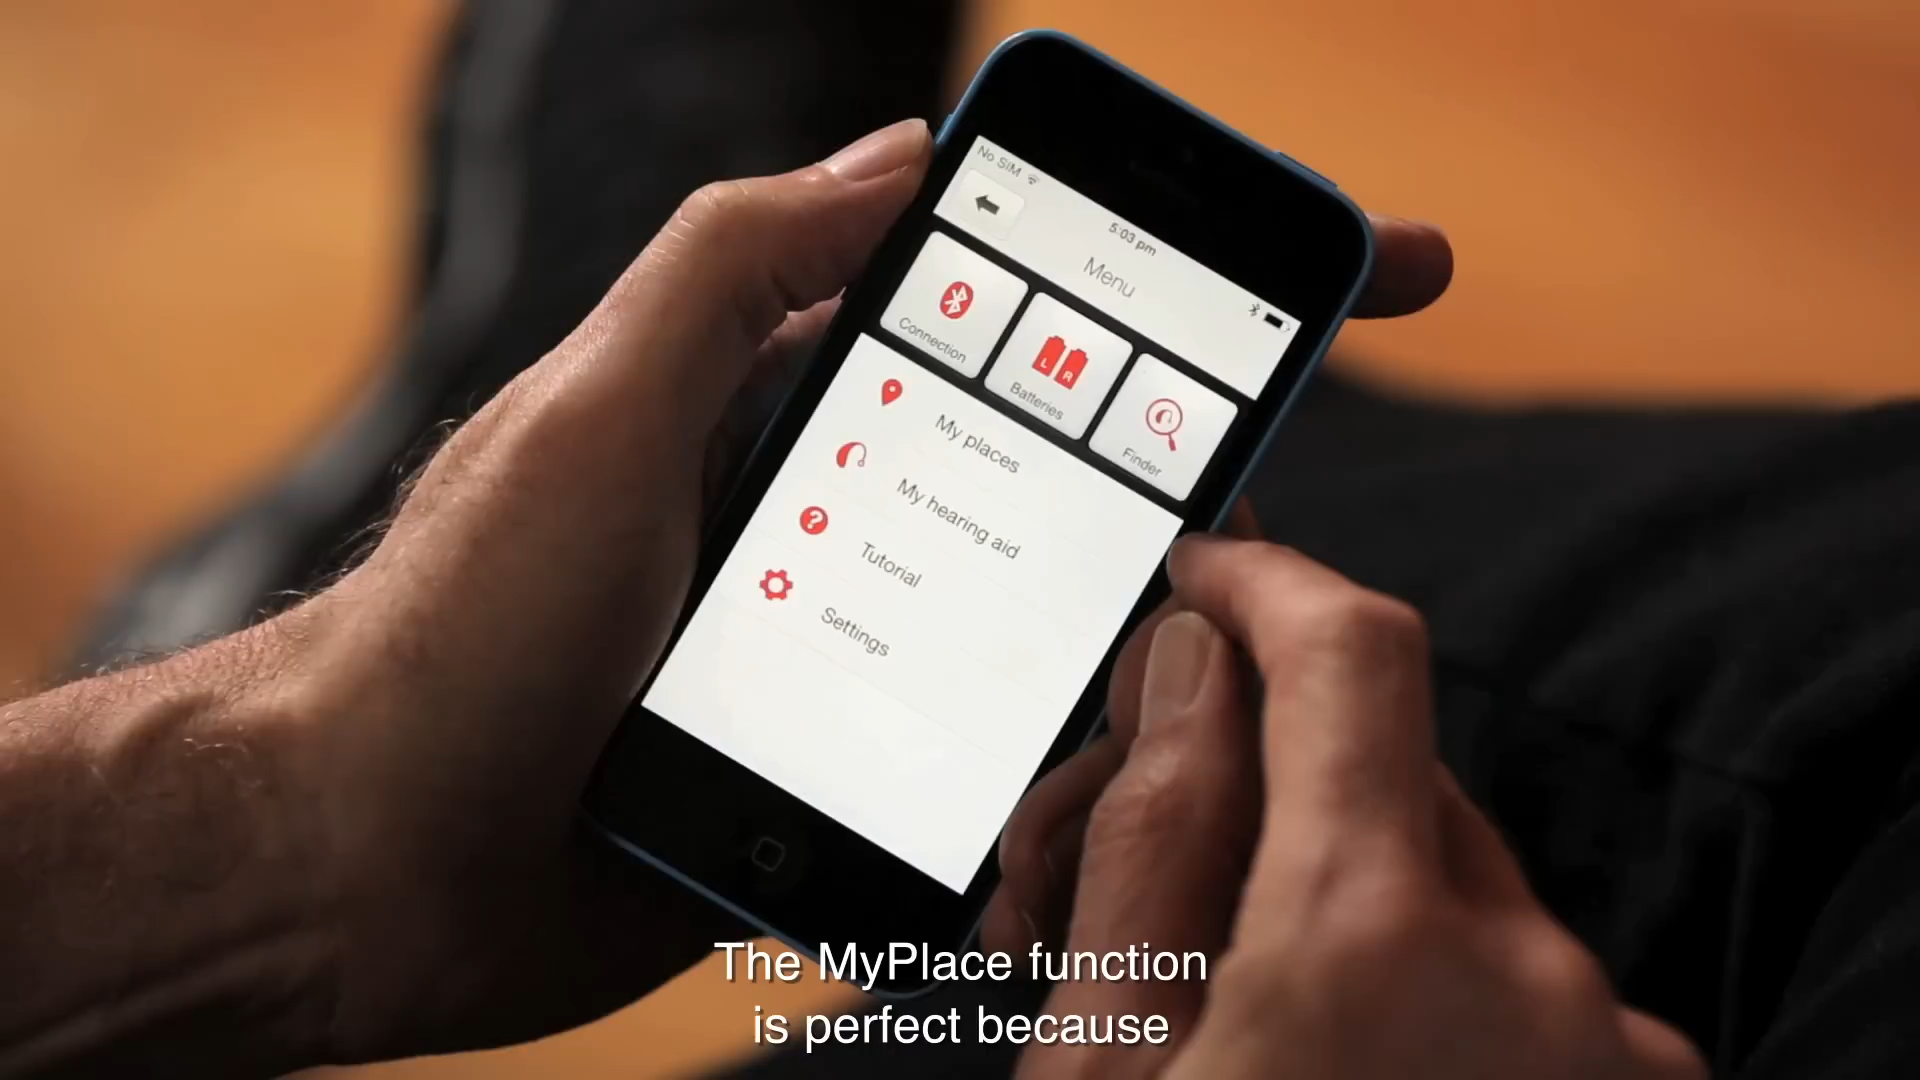 No SIM
5:03 pm
Menu
Connection
Batteries
L R
Finder
My places
My hearing aid
?
Tutorial
Settings
The MyPlace function
is perfect because